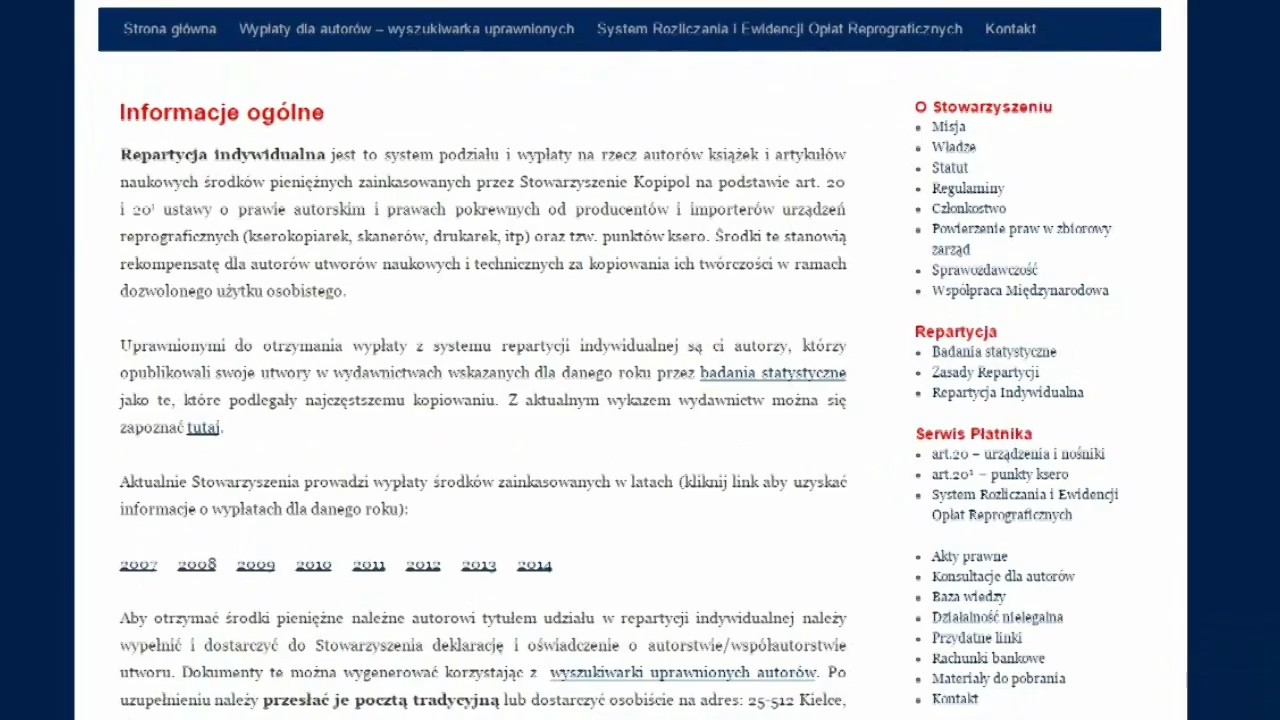 Strona główna Wypłaty dla autorów – wyszukiwarka uprawnionych System Rozliczania i Ewidencji Opłat Reprograficznych Kontakt
Informacje ogólne
Repartycja indywidualna jest to system podziału i wypłaty na rzecz autorów książek i artykułów
naukowych środków pieniężnych zainkasowanych przez Stowarzyszenie Kopipol na podstawie art. 20
i 20¹ ustawy o prawie autorskim i prawach pokrewnych od producentów i importerów urządzeń
reprograficznych (kserokopiarek, skanerów, drukarek, itp) oraz tzw. punktów ksero. Środki te stanowią
rekompensatę dla autorów utworów naukowych i technicznych za kopiowania ich twórczości w ramach
dozwolonego użytku osobistego.
Uprawnionymi do otrzymania wypłaty z systemu repartycji indywidualnej są ci autorzy, którzy
opublikowali swoje utwory w wydawnictwach wskazanych dla danego roku przez badania statystyczne
jako te, które podlegały najczęstszemu kopiowaniu. Z aktualnym wykazem wydawnictw można się
zapoznać tutaj.
Aktualnie Stowarzyszenia prowadzi wypłaty środków zainkasowanych w latach (kliknij link aby uzyskać
informacje o wypłatach dla danego roku):
2007 2008 2009 2010 2011 2012 2013 2014
Aby otrzymać środki pieniężne należne autorowi tytułem udziału w repartycji indywidualnej należy
wypełnić i dostarczyć do Stowarzyszenia deklarację i oświadczenie o autorstwie/współautorstwie
utworu. Dokumenty te można wygenerować korzystając z wyszukiwarki uprawnionych autorów. Po
uzupełnieniu należy przesłać je pocztą tradycyjną lub dostarczyć osobiście na adres: 25-512 Kielce,
O Stowarzyszeniu
Misja
Władze
Statut
Regulaminy
Członkostwo
Powierzenie praw w zbiorowy
zarząd
Sprawozdawczość
Współpraca Międzynarodowa
Repartycja
Badania statystyczne
Zasady Repartycji
Repartycja Indywidualna
Serwis Płatnika
art.20 – urządzenia i nośniki
art.20¹ – punkty ksero
System Rozliczania i Ewidencji
Opłat Reprograficznych
Akty prawne
Konsultacje dla autorów
Baza wiedzy
Działalność nielegalna
Przydatne linki
Rachunki bankowe
Materiały do pobrania
Kontakt